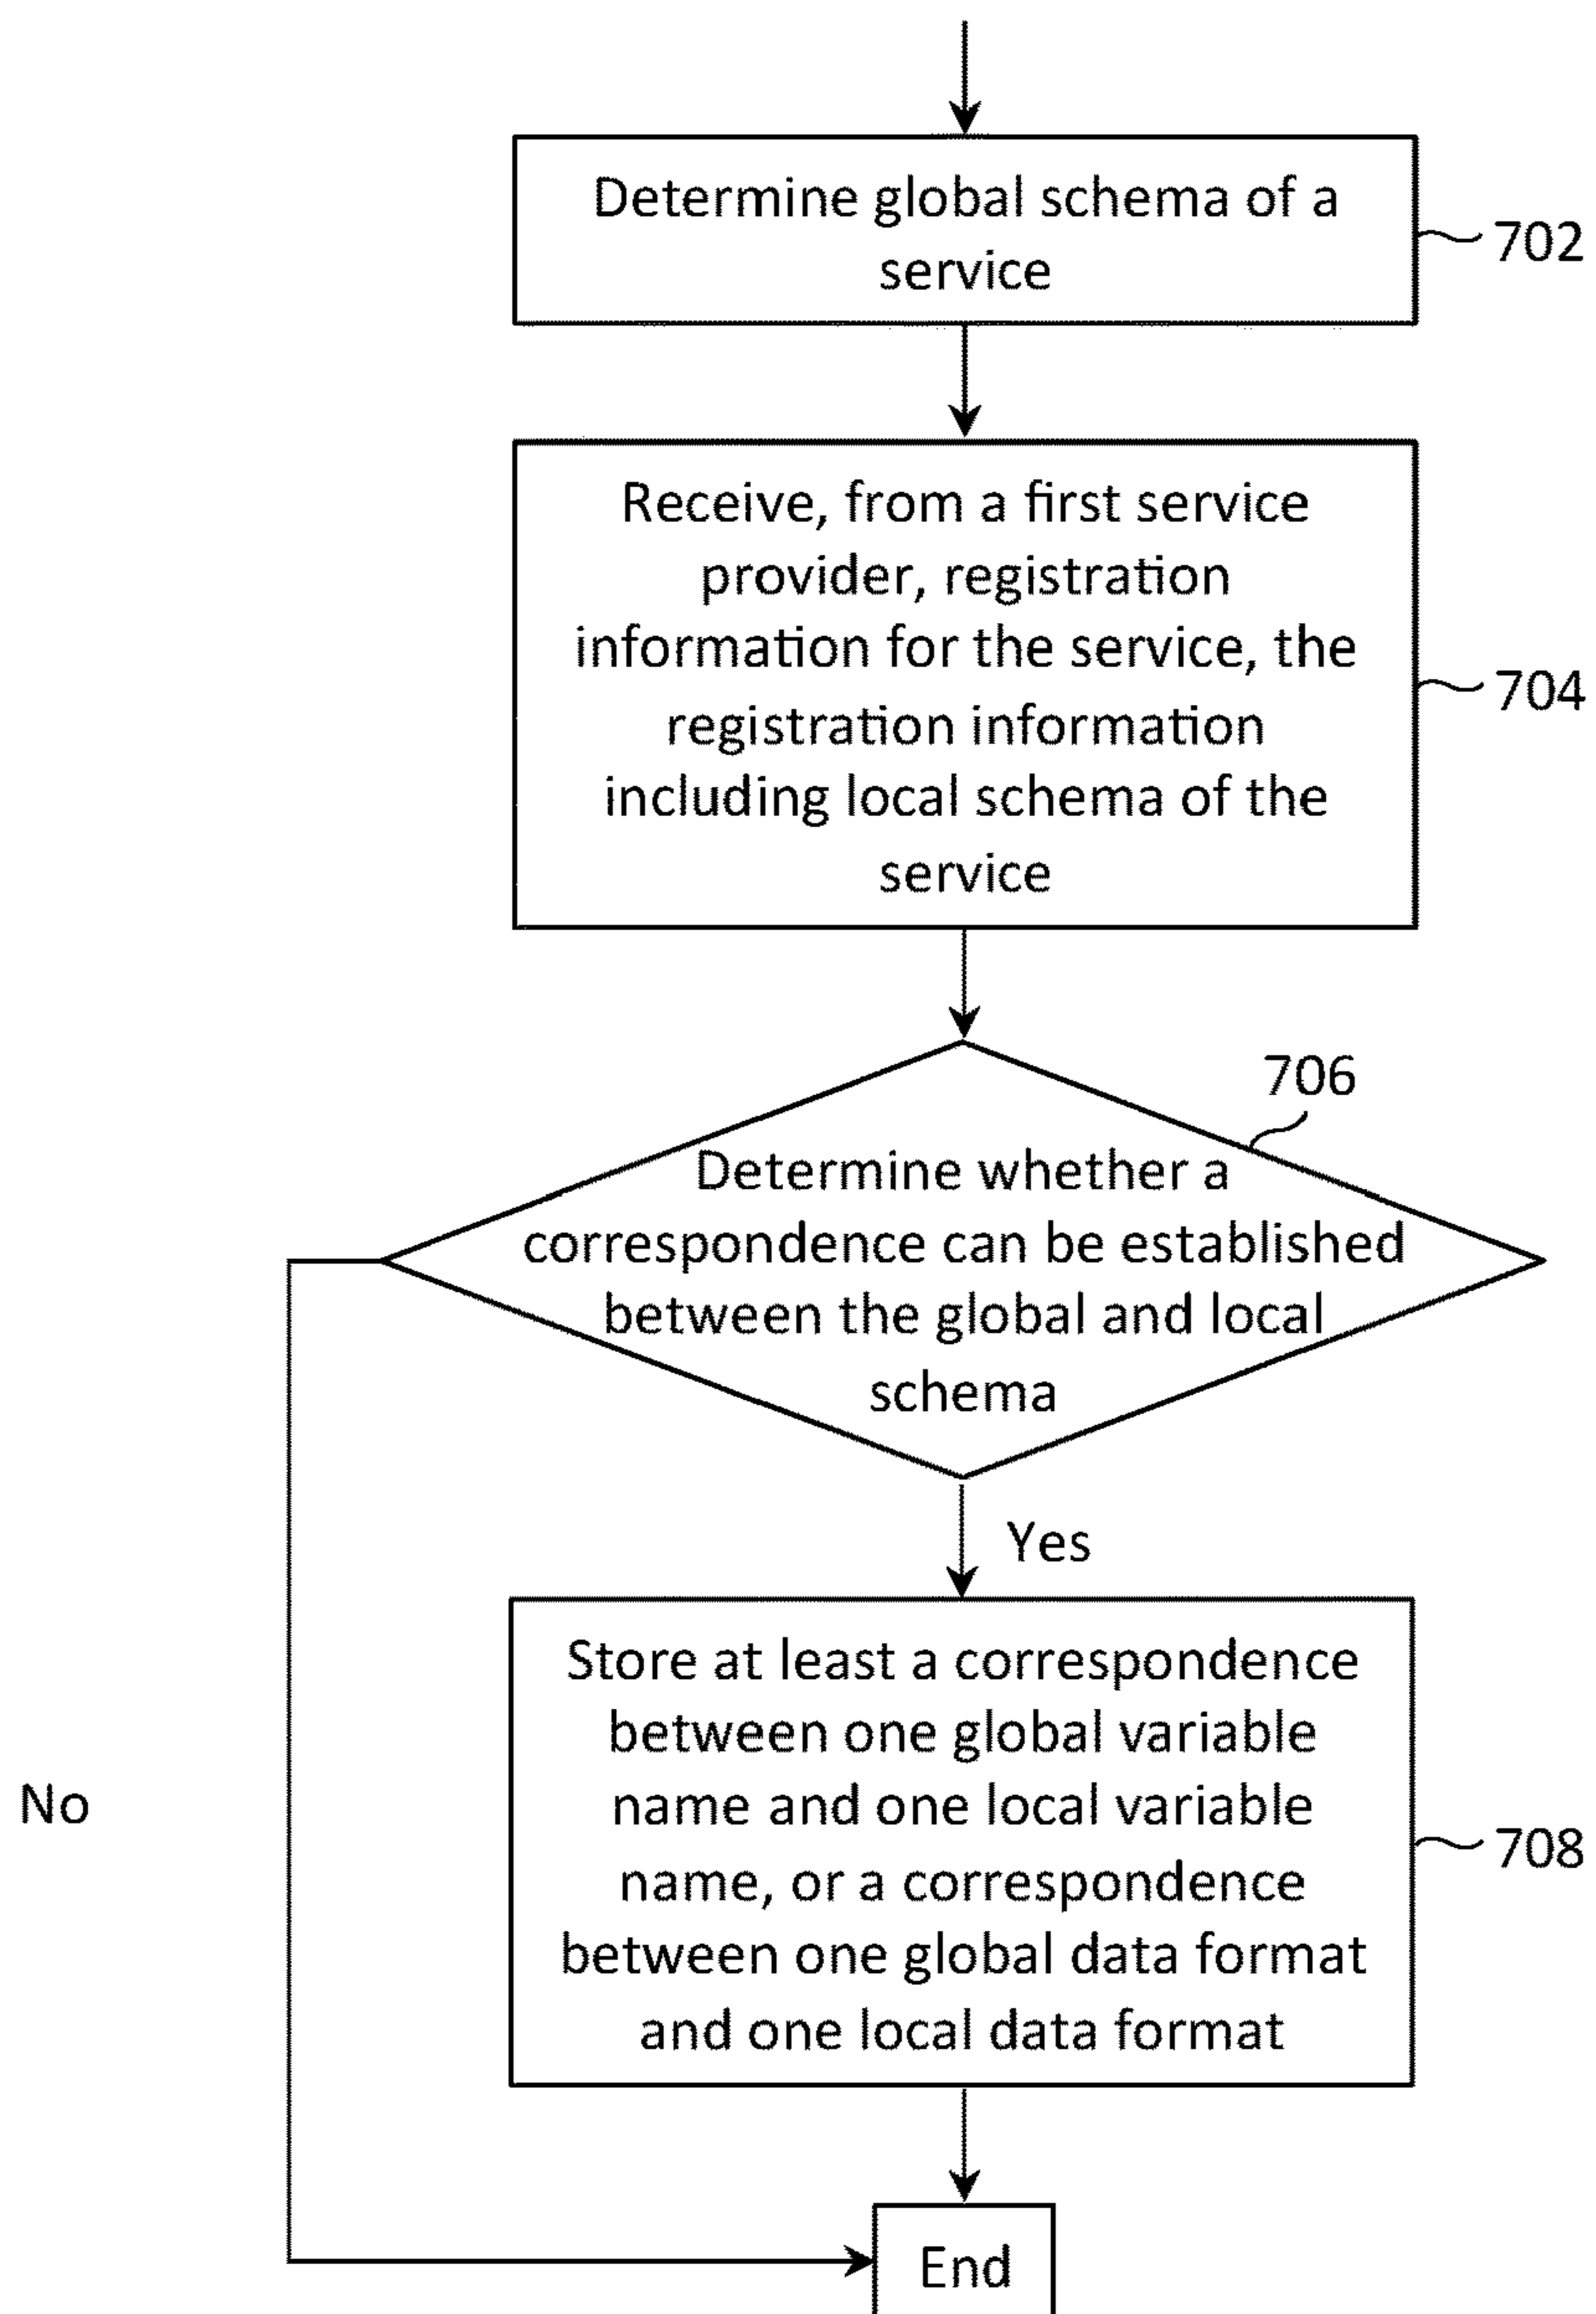 Determine global schema of a
service
702
Receive, from a first service
provider, registration
information for the service, the
registration information
including local schema of the
service
704
706
Determine whether a
correspondence can be established
between the global and local
schema
Yes
Store at least a correspondence
between one global variable
name and one local variable
name, or a correspondence
between one global data format
and one local data format
No
708
End